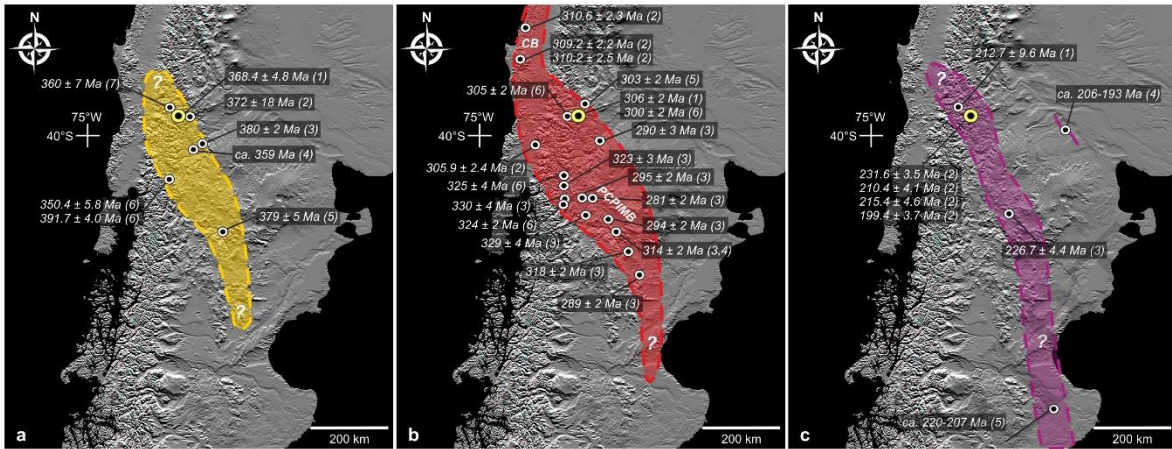 N
360 ± 7 Ma (7)
368.4 ± 4.8 Ma (1)
?
372 ± 18 Ma (2)
75°W
40°S
380 ± 2 Ma (3)
ca. 359 Ma (4)
350.4 ± 5.8 Ma (6)
391.7 ± 4.0 Ma (6)
379 ± 5 Ma (5)
?
a
200 km
N
310.6 ± 2.3 Ma (2)
CB
309.2 ± 2.2 Ma (2)
310.2 ± 2.5 Ma (2)
303 ± 2 Ma (5)
305 ± 2 Ma (6)
306 ± 2 Ma (1)
300 ± 2 Ma (6)
75°W
40°S
290 ± 3 Ma (3)
323 ± 3 Ma (3)
305.9 ± 2.4 Ma (2)
295 ± 2 Ma (3)
325 ± 4 Ma (6)
PCPIMB
281 ± 2 Ma (3)
330 ± 4 Ma (3)
294 ± 2 Ma (3)
324 ± 2 Ma (6)
329 ± 4 Ma (3)
314 ± 2 Ma (3,4)
318 ± 2 Ma (3)
289 ± 2 Ma (3)
?
b
200 km
N
212.7 ± 9.6 Ma (1)
?
ca. 206-193 Ma (4)
75°W
40°S
231.6 ± 3.5 Ma (2)
210.4 ± 4.1 Ma (2)
215.4 ± 4.6 Ma (2)
199.4 ± 3.7 Ma (2)
226.7 ± 4.4 Ma (3)
?
ca. 220-207 Ma (5)
c
200 km